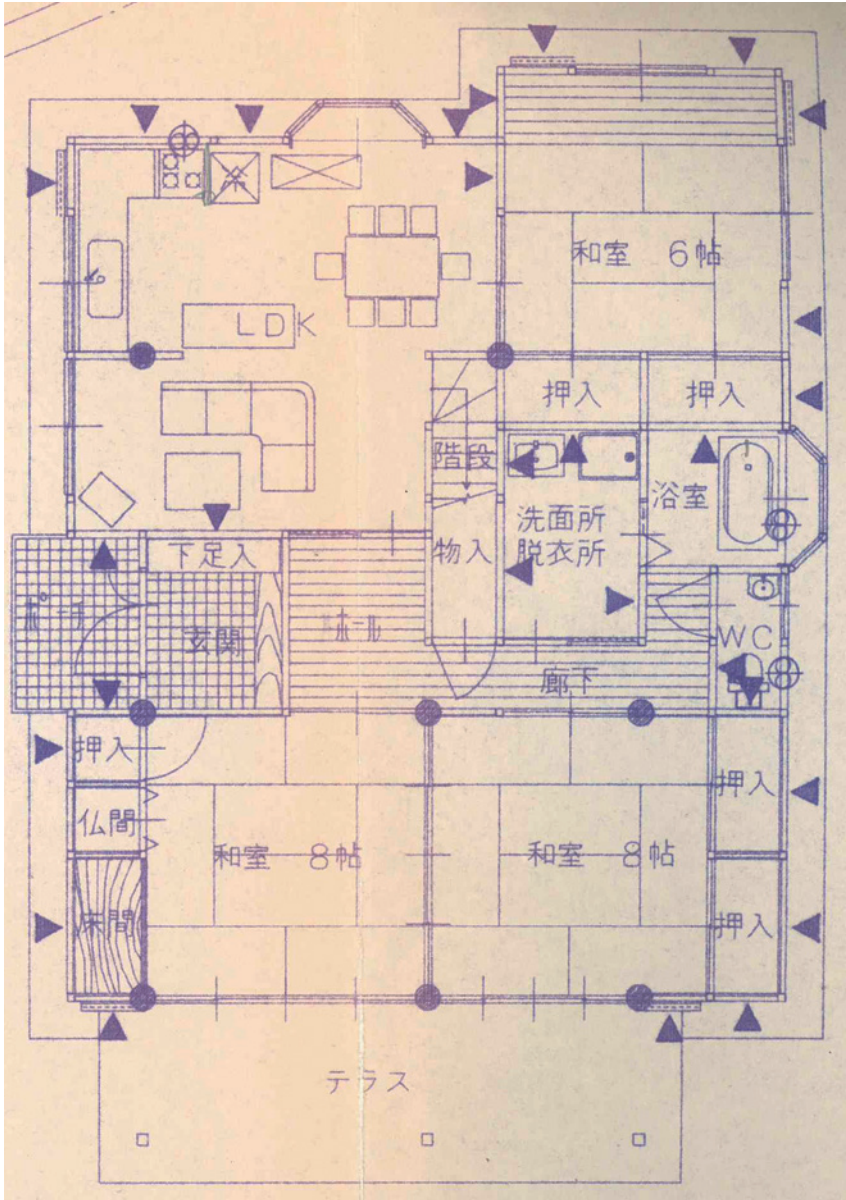 和室 6帖
LDK
押入
押入
階段
浴室
洗面所
脱衣所
下足入
物入
ポーチ
玄関
ホール
WC
廊下
押入
押入
仏間
和室 8帖
和室 8帖
床間
押入
テラス